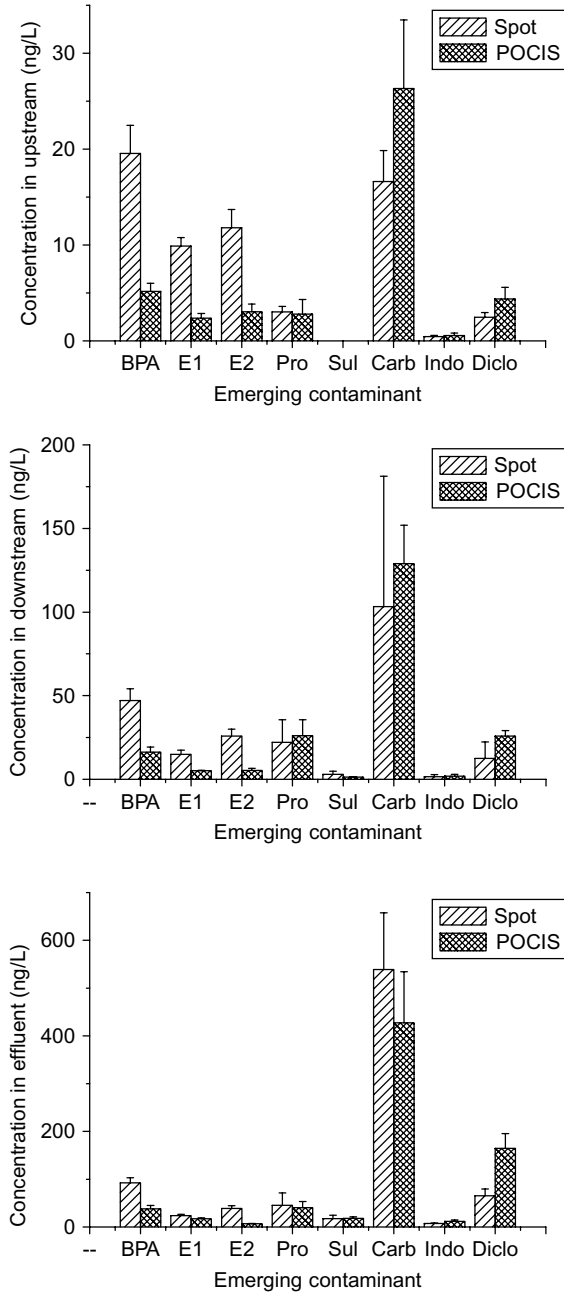 Spot
POCIS
Concentration in upstream (ng/L)
30
20
10
0
BPA E1 E2 Pro Sul Carb Indo Diclo
Emerging contaminant
Spot
POCIS
Concentration in downstream (ng/L)
200
150
100
50
0
-- BPA E1 E2 Pro Sul Carb Indo Diclo
Emerging contaminant
Spot
POCIS
Concentration in effluent (ng/L)
600
400
200
0
-- BPA E1 E2 Pro Sul Carb Indo Diclo
Emerging contaminant